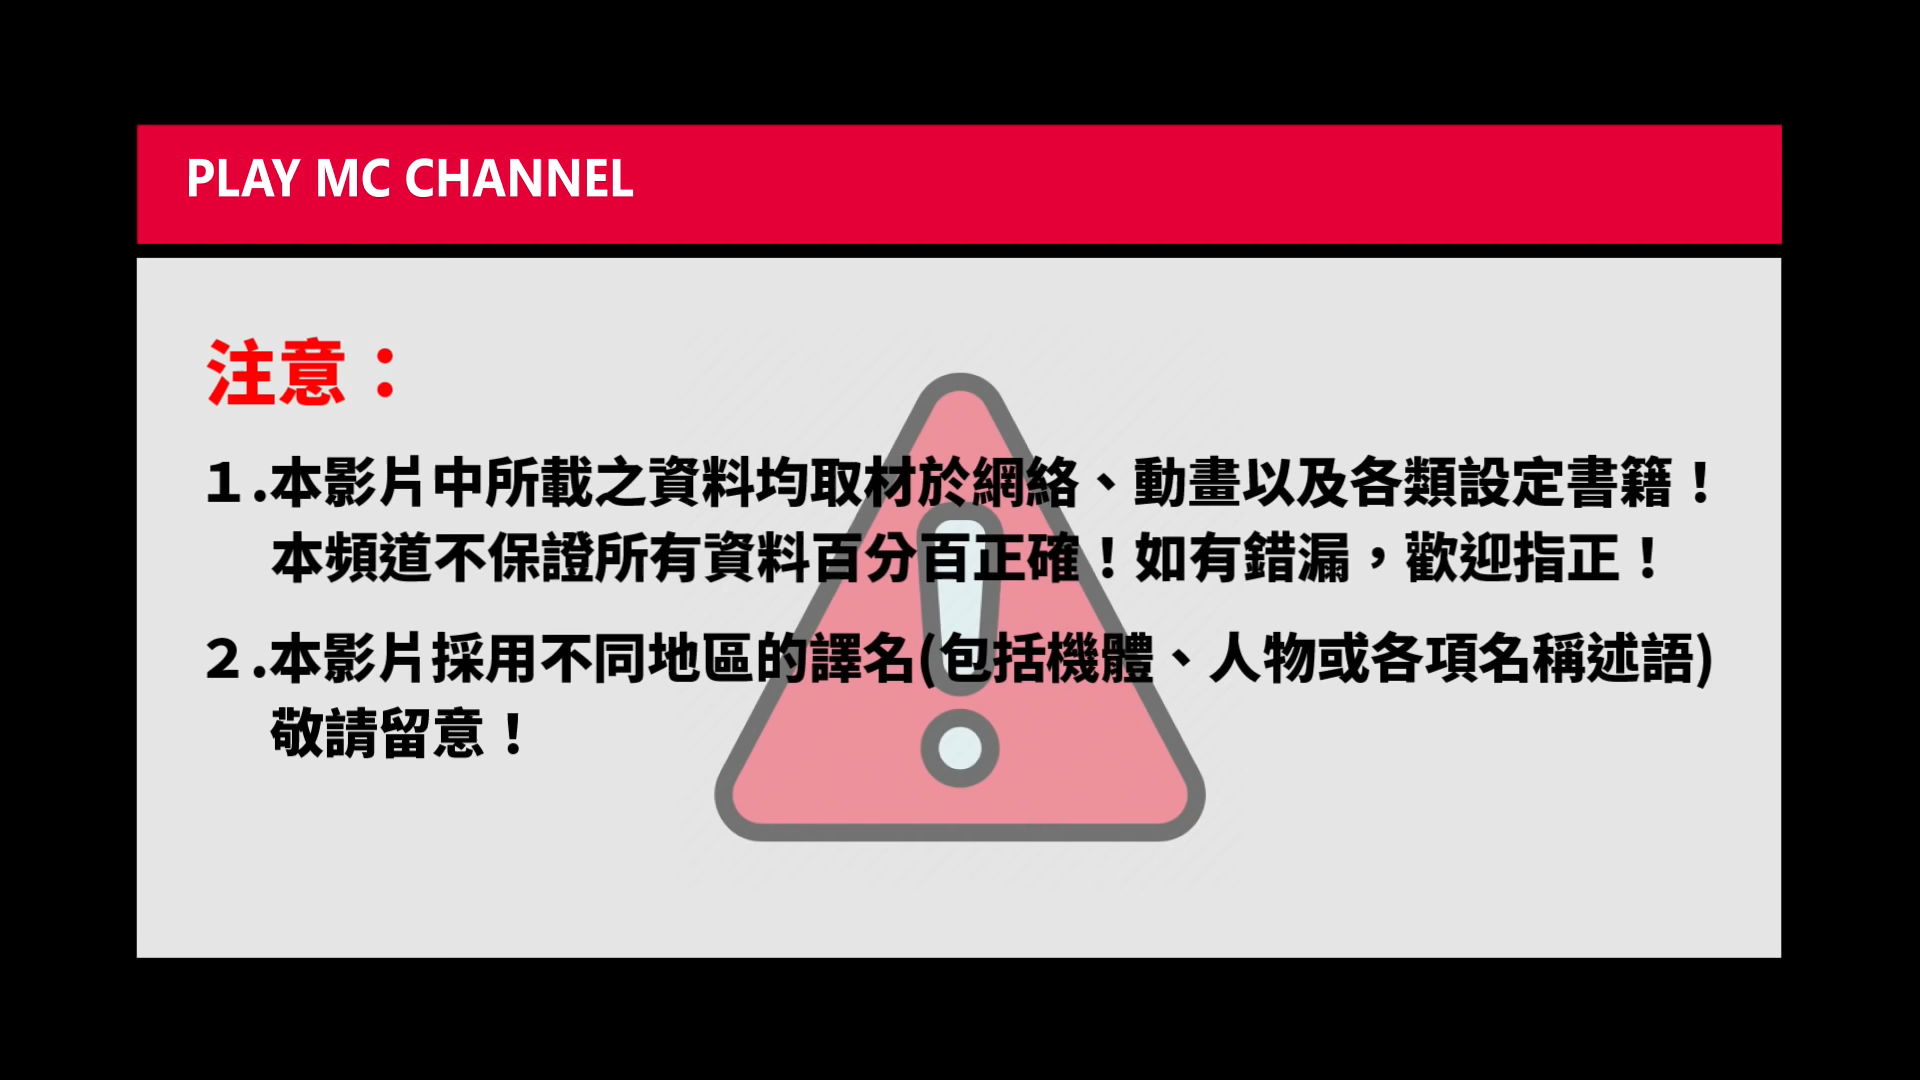 PLAY MC CHANNEL
注意：
１.本影片中所載之資料均取材於網絡、動畫以及各類設定書籍！
本頻道不保證所有資料百分百正確！如有錯漏，歡迎指正！
２.本影片採用不同地區的譯名(包括機體、人物或各項名稱述語)
敬請留意！